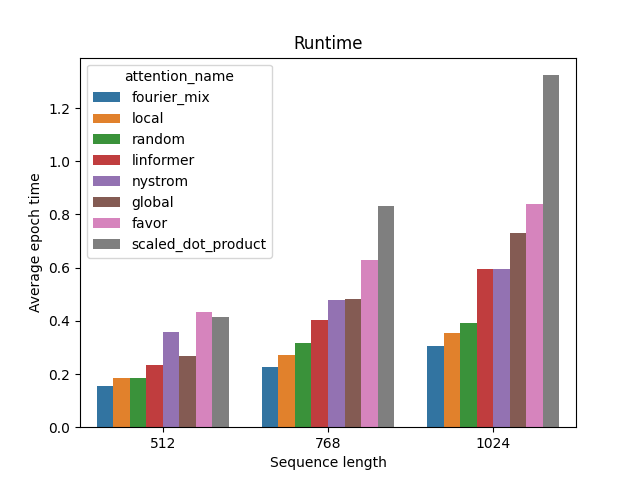 Runtime
attention_name
fourier_mix
local
random
linformer
nystrom
global
favor
scaled_dot_product
Average epoch time
1.2
1.0
0.8
0.6
0.4
0.2
0.0
512
768
1024
Sequence length